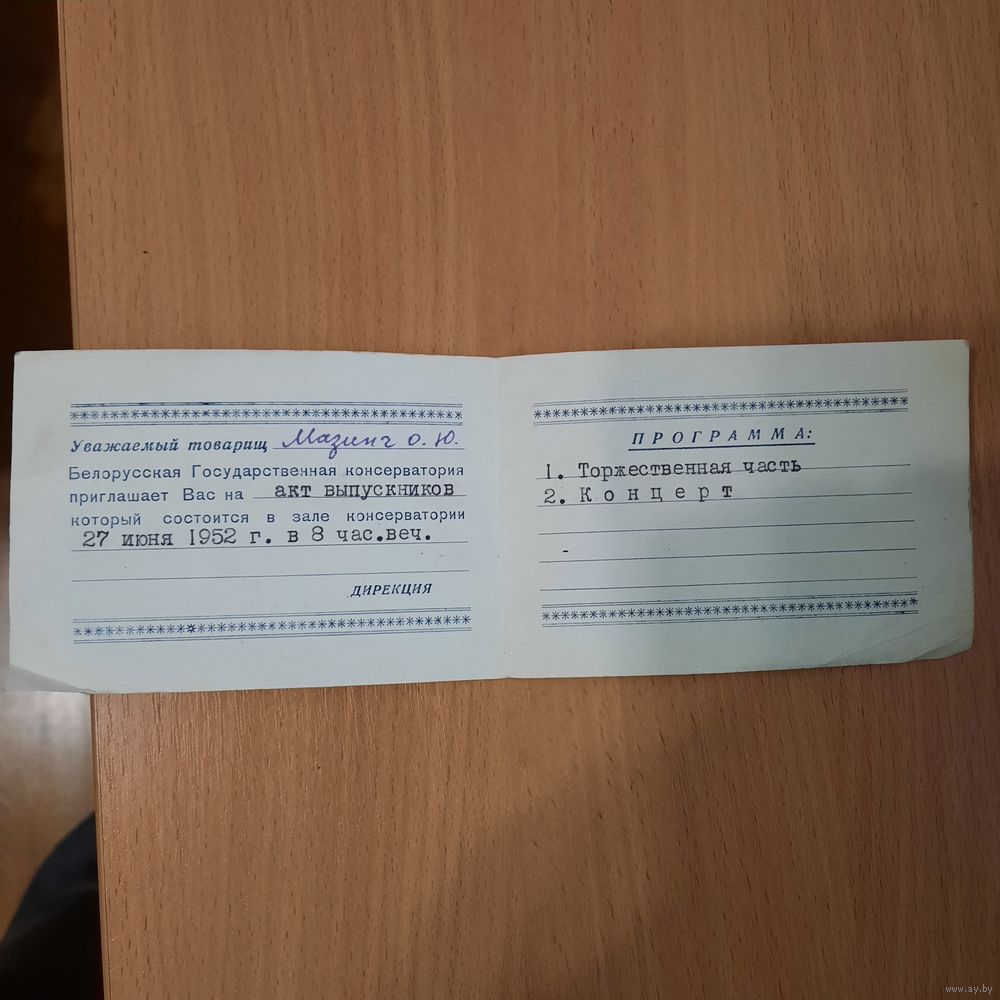 Уважаемый товарищ Мазинг О.Ю.
Белорусская Государственная консерватория
приглашает Вас на акт выпускников
который состоится в зале консерватории
27 июня 1952 г. в 8 час.веч.
ДИРЕКЦИЯ
ПРОГРАММА:
1. Торжественная часть
2. Концерт
www.ay.by